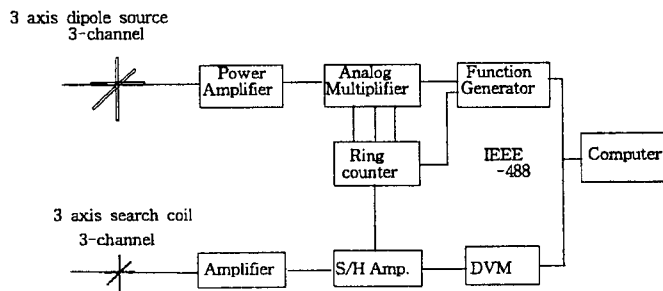 3 axis dipole source
3-channel
Power
Amplifier
Analog
Multiplifier
Function
Generator
Ring
counter
IEEE
-488
Computer
3 axis search coil
3-channel
Amplifier
S/H Amp.
DVM